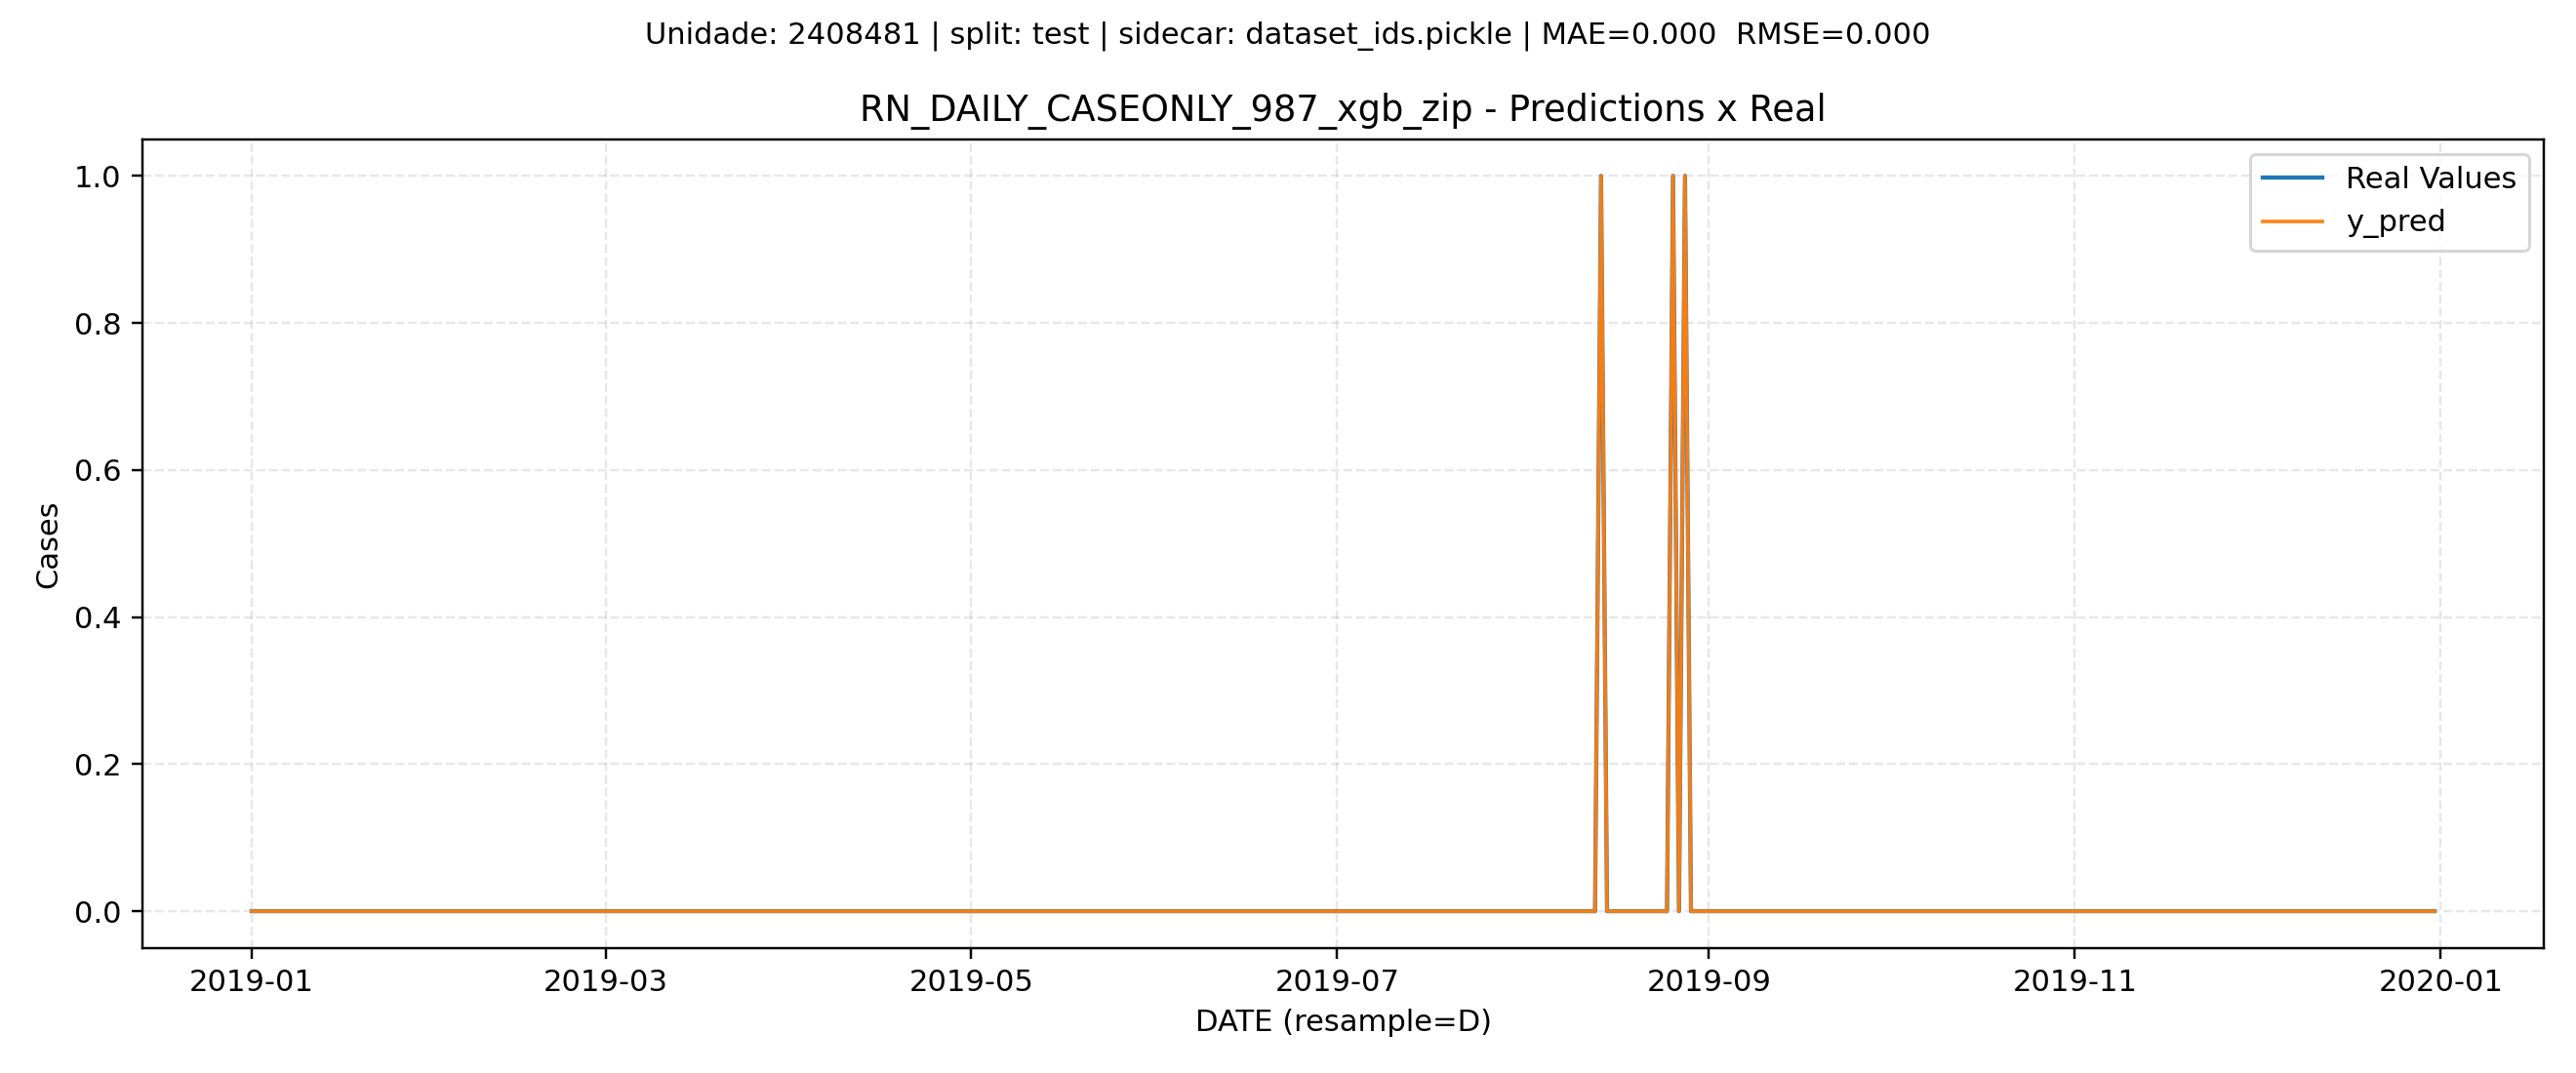 Unidade: 2408481 | split: test | sidecar: dataset_ids.pickle | MAE=0.000  RMSE=0.000
RN_DAILY_CASEONLY_987_xgb_zip - Predictions x Real
Real Values
y_pred
Cases
1.0
0.8
0.6
0.4
0.2
0.0
2019-01
2019-03
2019-05
2019-07
2019-09
2019-11
2020-01
DATE (resample=D)